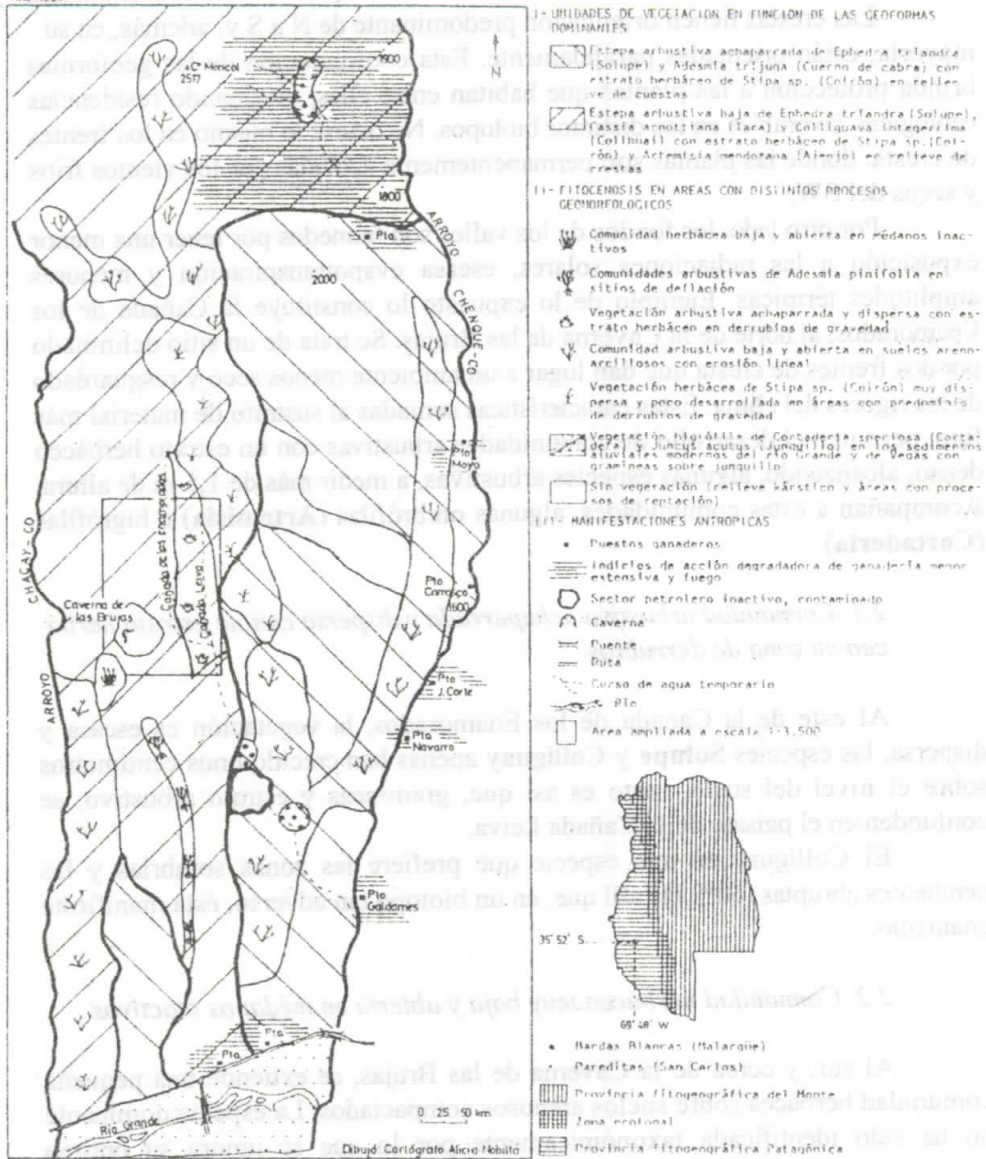 C° Moncol
2517
1900
1800
N
Pto
ARROYO CHENQUE-CO
2000
Pto
Moyo
Cañada de los Enamorados
Cañada Leiva
Pto
Carrasco
1600
CHACAY-CO
ARROYO
Caverna de
Las Brujas
Pto
J. Corte
Pto
Navarro
Pto
Galdames
Pto
Pto
Río Grande
0 25 50 km
Dibujó Cartógrafo Alicia Nobilta
I- UNIDADES DE VEGETACION EN FUNCION DE LAS GEOFORMAS
DOMINANTES
Estepa arbustiva achaparrada de Ephedra triandra
(Solupe) y Adesmia trijuga (Cuerno de cabra) con
estrato herbáceo de Stipa sp. (Coirón) en relie-
ve de cuestas
Estepa arbustiva baja de Ephedra triandra (Solupe),
Cassia arnottiana (Taca), Colliguaya integerrima
(Colihuai) con estrato herbáceo de Stipa sp.(Coi-
rón) y Artemisia mendozana (Ajenjo), en relieve de
crestas
II- FITOCENOSIS EN AREAS CON DISTINTOS PROCESOS
GEOMORFOLOGICOS
Comunidad herbácea baja y abierta en médanos inac-
tivos
Comunidades arbustivas de Adesmia pinifolia en
sitios de deflación
Vegetación arbustiva achaparrada y dispersa con es-
trato herbáceo en derrubios de gravedad
Comunidad arbustiva baja y abierta en suelos areno-
pedregosos con erosión lineal
Vegetación herbácea de Stipa sp. (Coirón) muy dis-
persa y poco desarrollada en áreas con predominio
de crioclastismo y gravedad
Vegetación higrófila de Cortaderia speciosa (Corta-
dera) y Juncus acutus (Junquillo) en los sedimentos
aluviales modernos del río Grande y de vegas con
gramíneas sobre
Sin vegetación (relieve kárstico y áreas con proce-
sos de reptación)
III- MANIFESTACIONES ANTROPICAS
Puestos ganaderos
Indicios de acción degradadora de ganadería menor
extensiva y fuego
Sector petrolero inactivo, contaminado
Caverna
Puente
Ruta
Curso de agua temporario
Río
Area ampliada a escala 1:3.500
35° 52' S
69° 48' W
Bardas Blancas (Malargüe)
Pareditas (San Carlos)
Provincia fitogeográfica del Monte
Zona ecotonal
Provincia fitogeográfica Patagónica